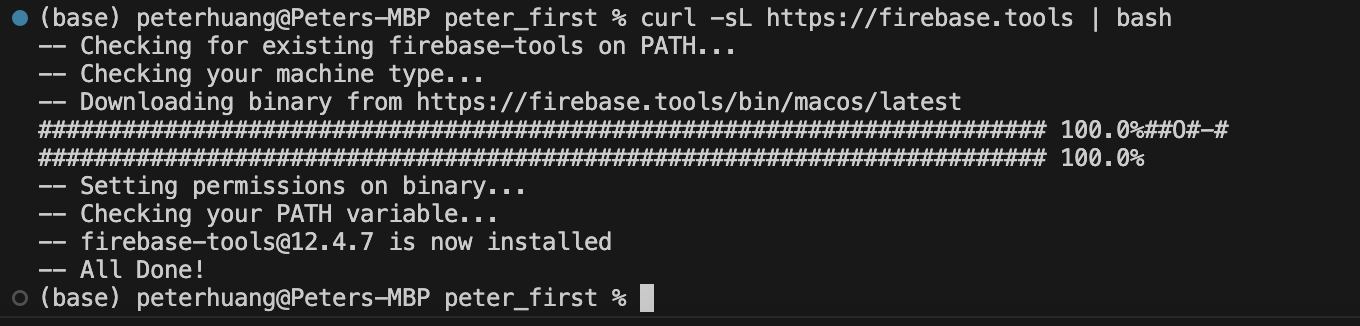 (base) peterhuang@Peters-MBP peter_first % curl -sL https://firebase.tools | bash
-- Checking for existing firebase-tools on PATH...
-- Checking your machine type...
-- Downloading binary from https://firebase.tools/bin/macos/latest
######################################################################## 100.0%##O#-#
######################################################################## 100.0%
-- Setting permissions on binary...
-- Checking your PATH variable...
-- firebase-tools@12.4.7 is now installed
-- All Done!
(base) peterhuang@Peters-MBP peter_first %